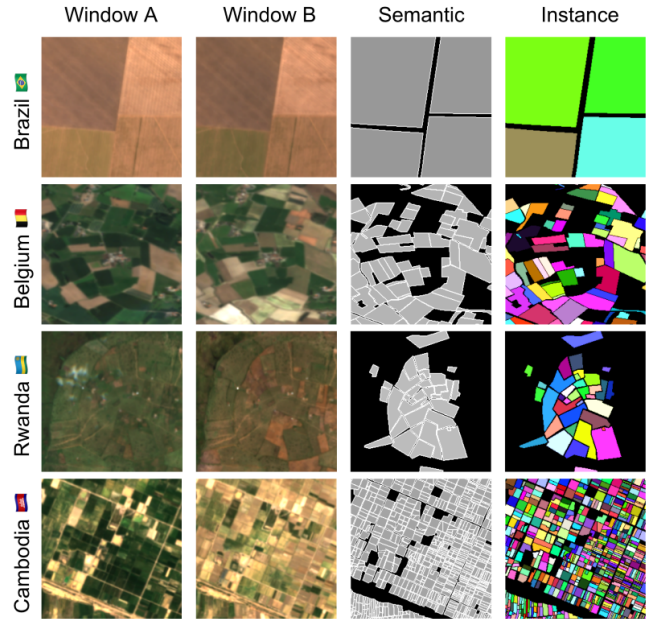 Window A Window B Semantic Instance
Brazil 🇧🇷
Belgium 🇧🇪
Rwanda 🇷🇼
Cambodia 🇰🇭